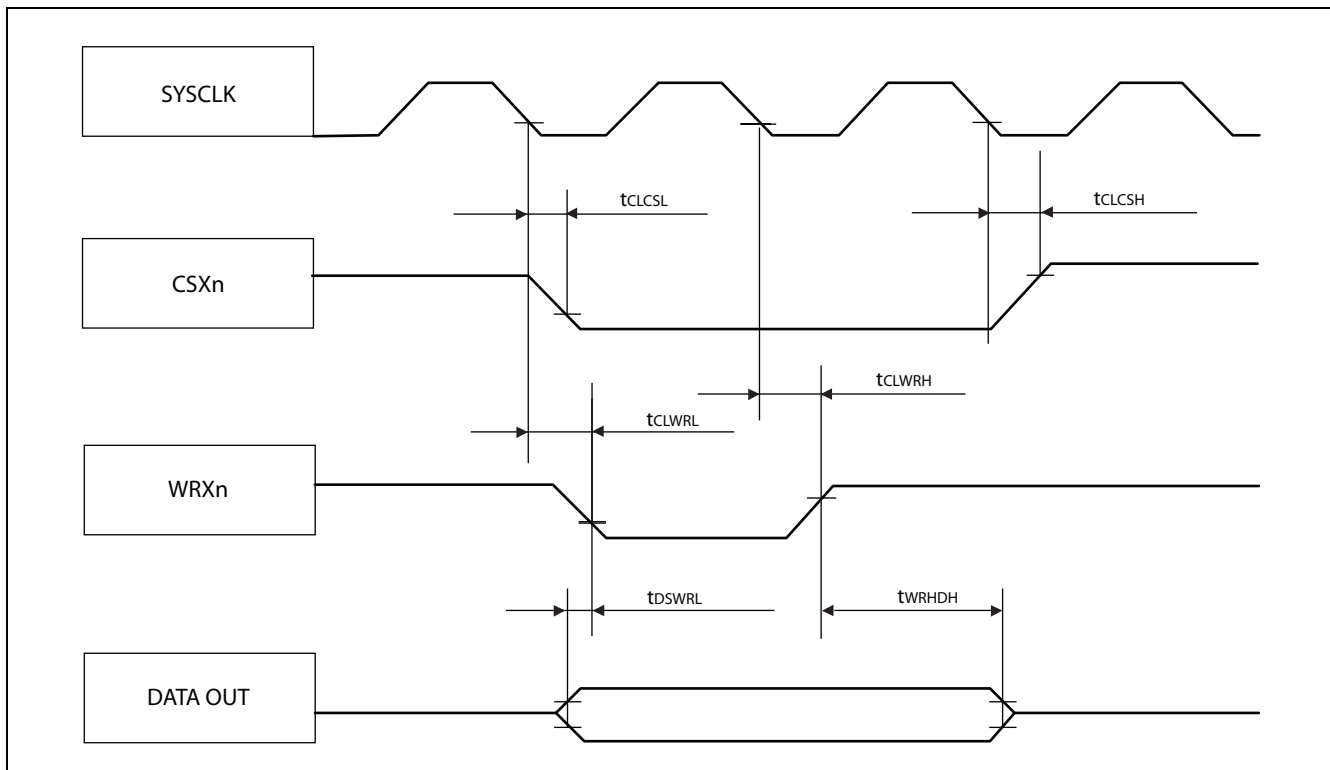 SYSCLK
tCLCSL
tCLCSH
CSXn
tCLWRH
tCLWRL
WRXn
tDSWRL
tWRHDH
DATA OUT